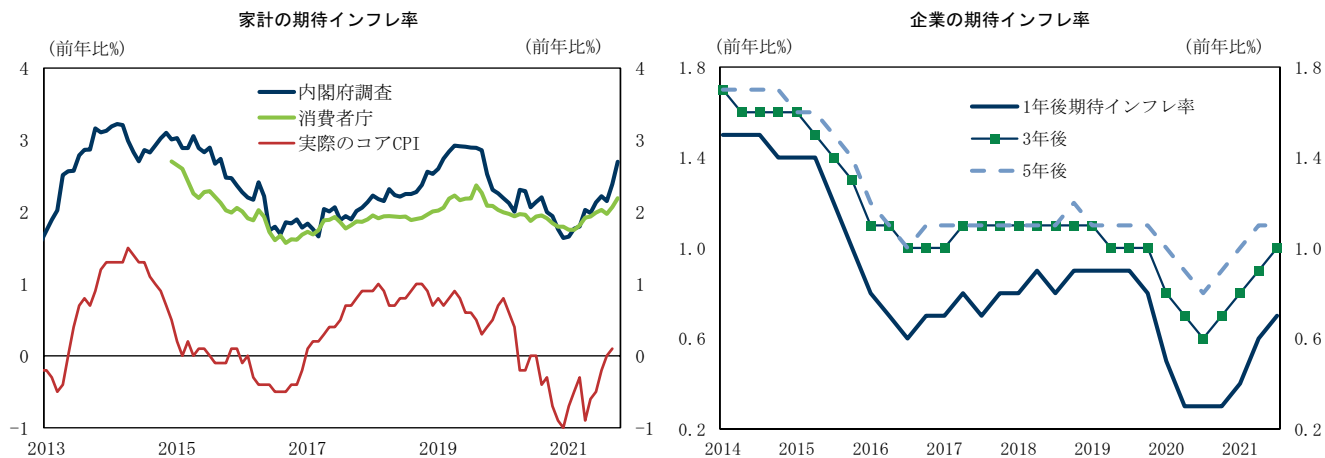 家計の期待インフレ率
(前年比%)
(前年比%)
4
3
2
1
0
-1
4
3
2
1
0
-1
内閣府調査
消費者庁
実際のコアCPI
2013
2015
2017
2019
2021
企業の期待インフレ率
(前年比%)
(前年比%)
1.8
1.4
1.0
0.6
0.2
1.8
1.4
1.0
0.6
0.2
1年後期待インフレ率
3年後
5年後
2014
2015
2016
2017
2018
2019
2020
2021